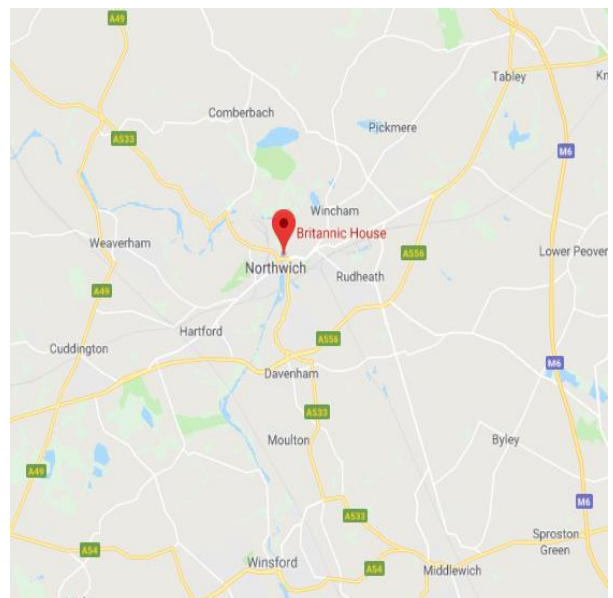 A49
Tabley
Kn
Comberbach
Pickmere
A533
M6
Wincham
Britannic House
Weaverham
Lower Peover
A556
Northwich
Rudheath
A49
Hartford
A556
Cuddington
M6
Davenham
A533
Moulton
Byley
A49
M6
A533
Sproston
Green
A54
Winsford
A54
Middlewich